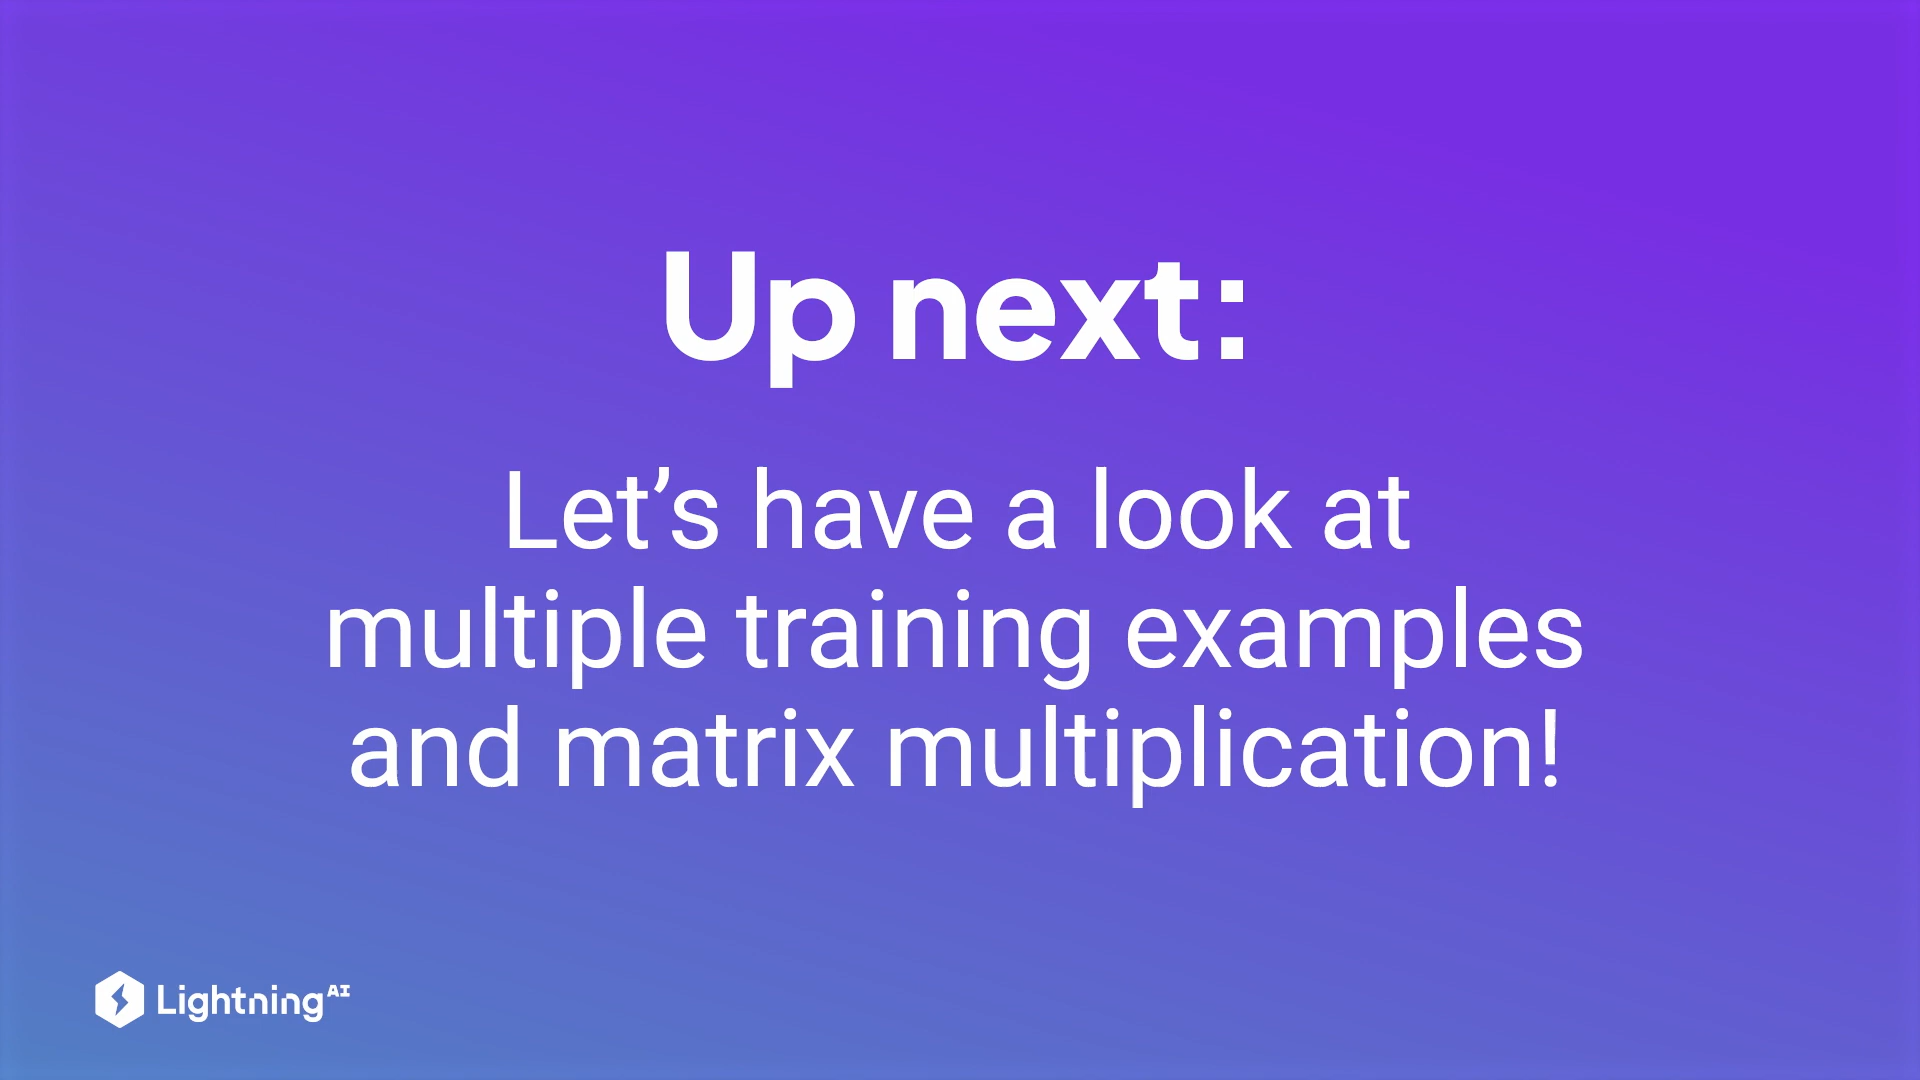 Up next:
Let’s have a look at
multiple training examples
and matrix multiplication!
Lightning AI